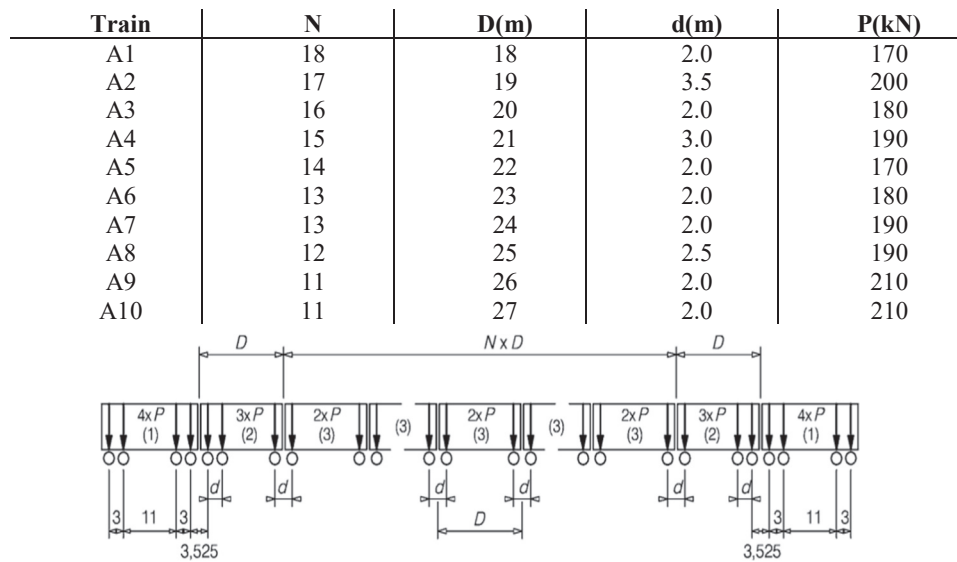 Train N D(m) d(m) P(kN)
A1 18 18 2.0 170
A2 17 19 3.5 200
A3 16 20 2.0 180
A4 15 21 3.0 190
A5 14 22 2.0 170
A6 13 23 2.0 180
A7 13 24 2.0 190
A8 12 25 2.5 190
A9 11 26 2.0 210
A10 11 27 2.0 210
D N x D D
4xP 3xP 2xP 2xP 2xP 3xP 4xP
(1) (2) (3) (3) (3) (3) (3) (2) (1)
d d d d d d
3 11 3 D 3 11 3
3,525 3,525